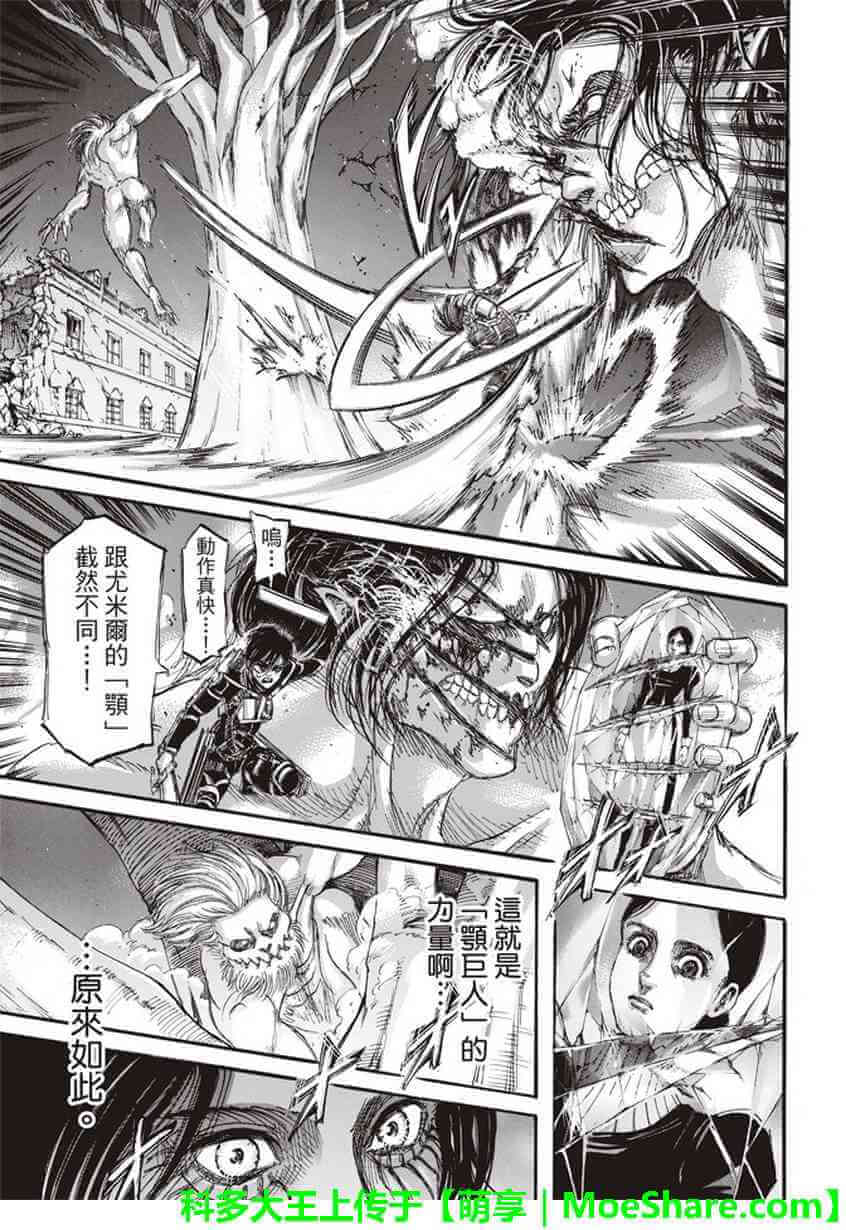 嗚…
動作真快…！
跟尤米爾的「顎」
截然不同…！
這就是
「顎巨人」的
力量啊…
…原來如此。
科多大王上传于【萌享｜MoeShare.com】